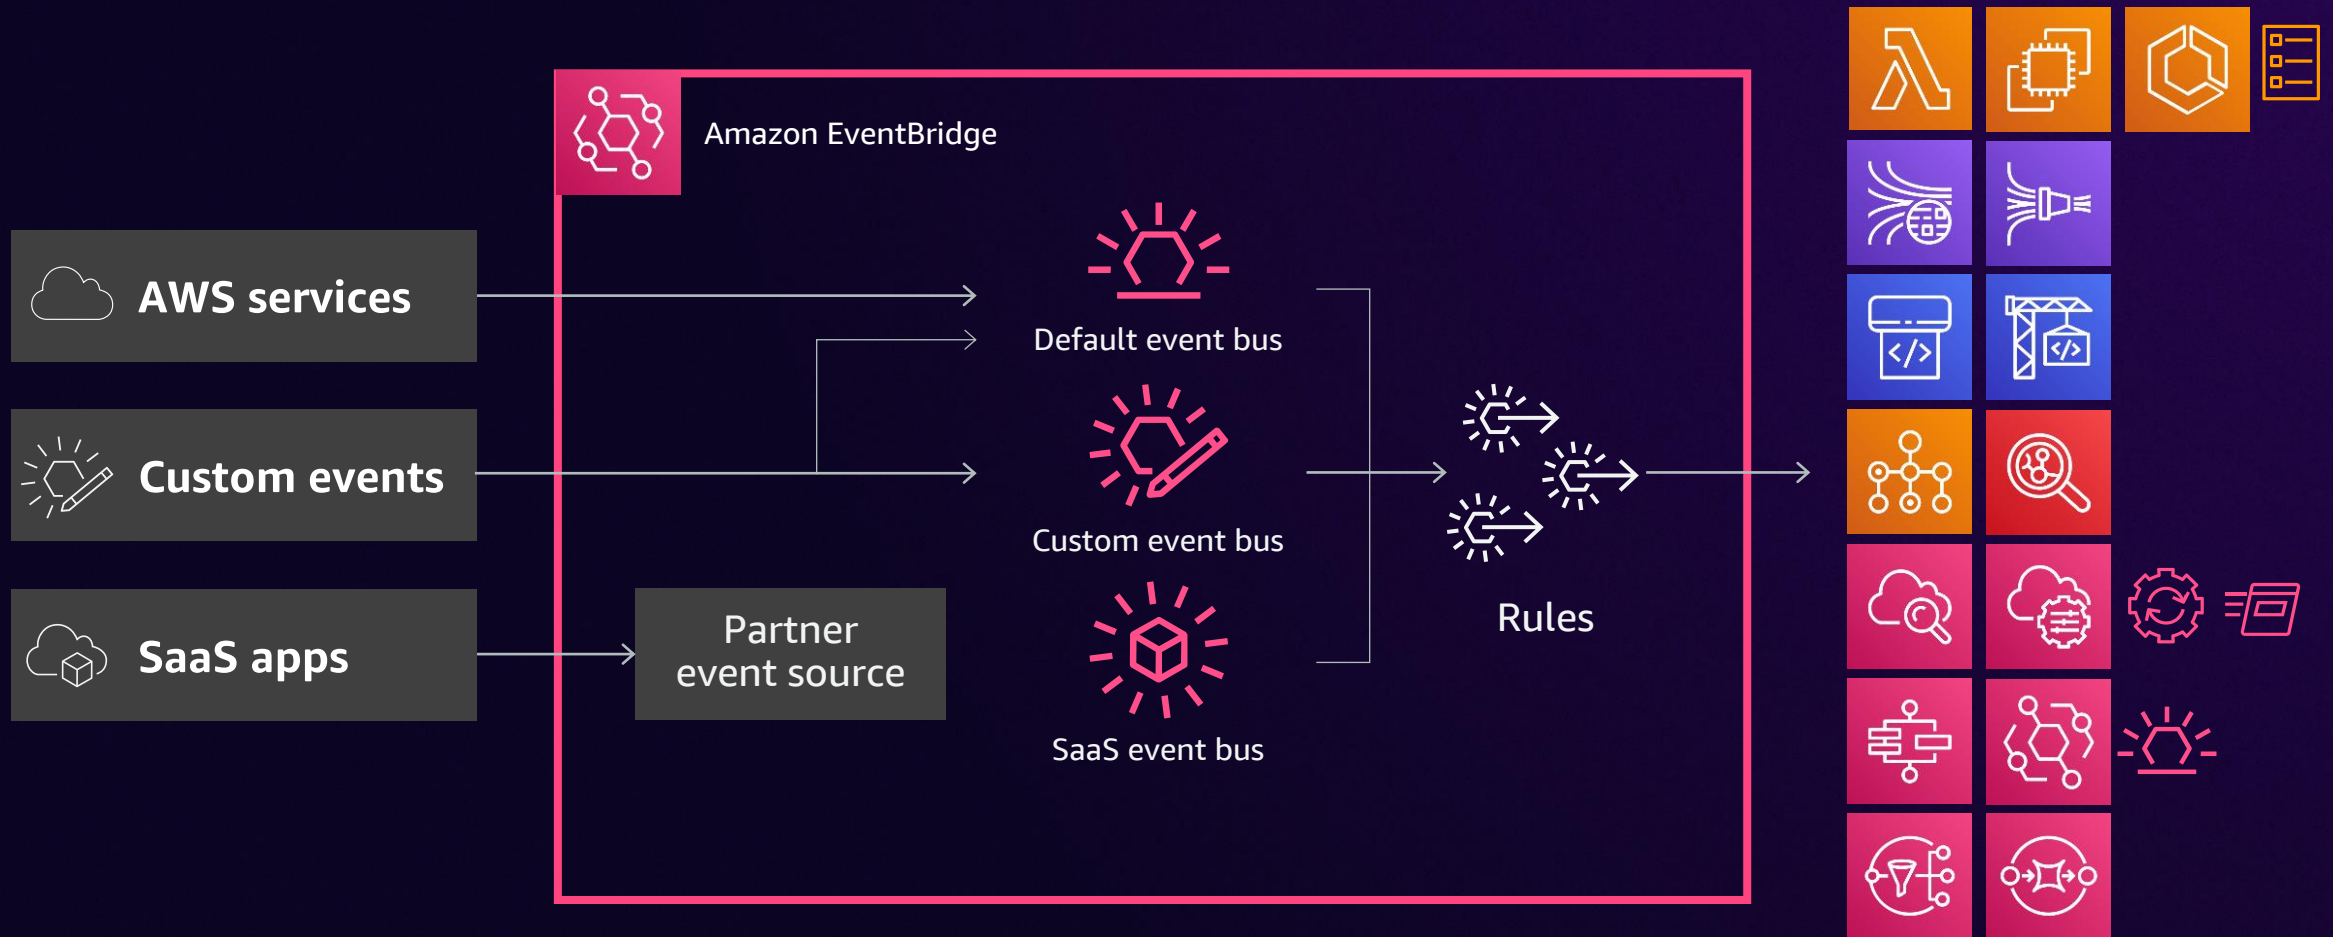 Amazon EventBridge
AWS services
Default event bus
Custom events
Custom event bus
SaaS apps
Partner
event source
SaaS event bus
Rules